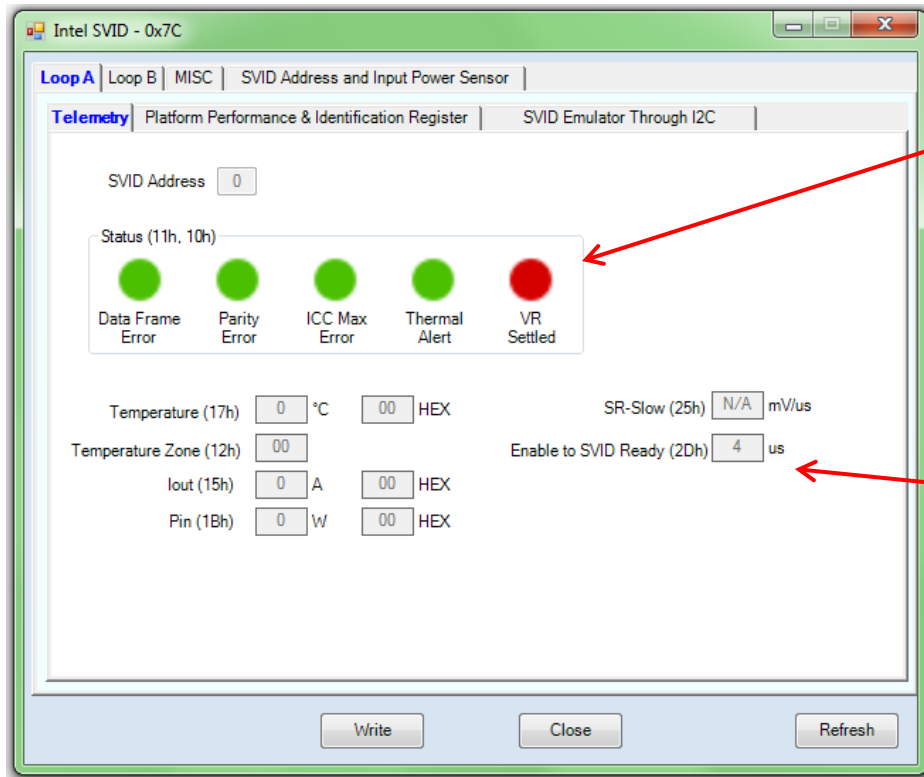 Intel SVID - 0x7C
Loop A Loop B MISC SVID Address and Input Power Sensor
Telemetry Platform Performance & Identification Register SVID Emulator Through I2C
SVID Address 0
Status (11h, 10h)
Data Frame Error Parity Error ICC Max Error Thermal Alert VR Settled
Temperature (17h) 0 °C 00 HEX SR-Slow (25h) N/A mV/us
Temperature Zone (12h) 00 Enable to SVID Ready (2Dh) 4 us
Iout (15h) 0 A 00 HEX
Pin (1Bh) 0 W 00 HEX
Write Close Refresh